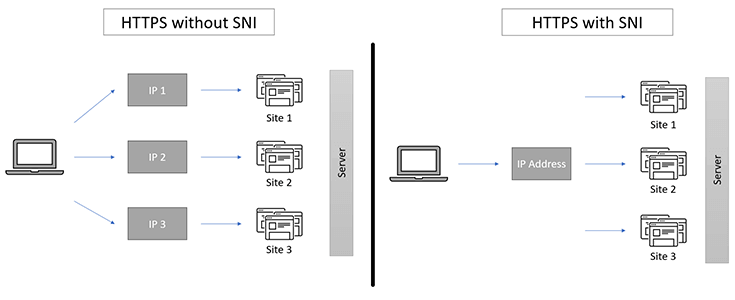 HTTPS without SNI
IP 1
Site 1
IP 2
Site 2
IP 3
Site 3
Server
HTTPS with SNI
IP Address
Site 1
Site 2
Site 3
Server